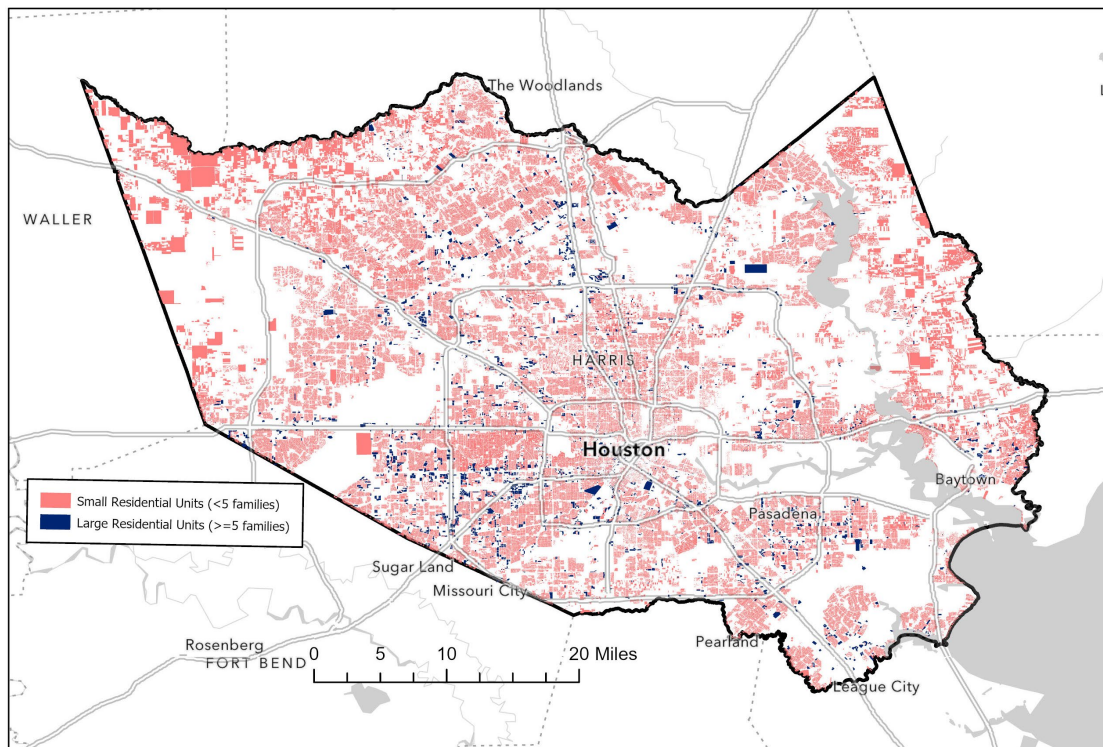 The Woodlands
L
WALLER
HARRIS
Houston
Small Residential Units (<5 families)
Large Residential Units (>=5 families)
Baytown
Pasadena
Sugar Land
Missouri City
Rosenberg
FORT BEND
Pearland
0 5 10 20 Miles
League City